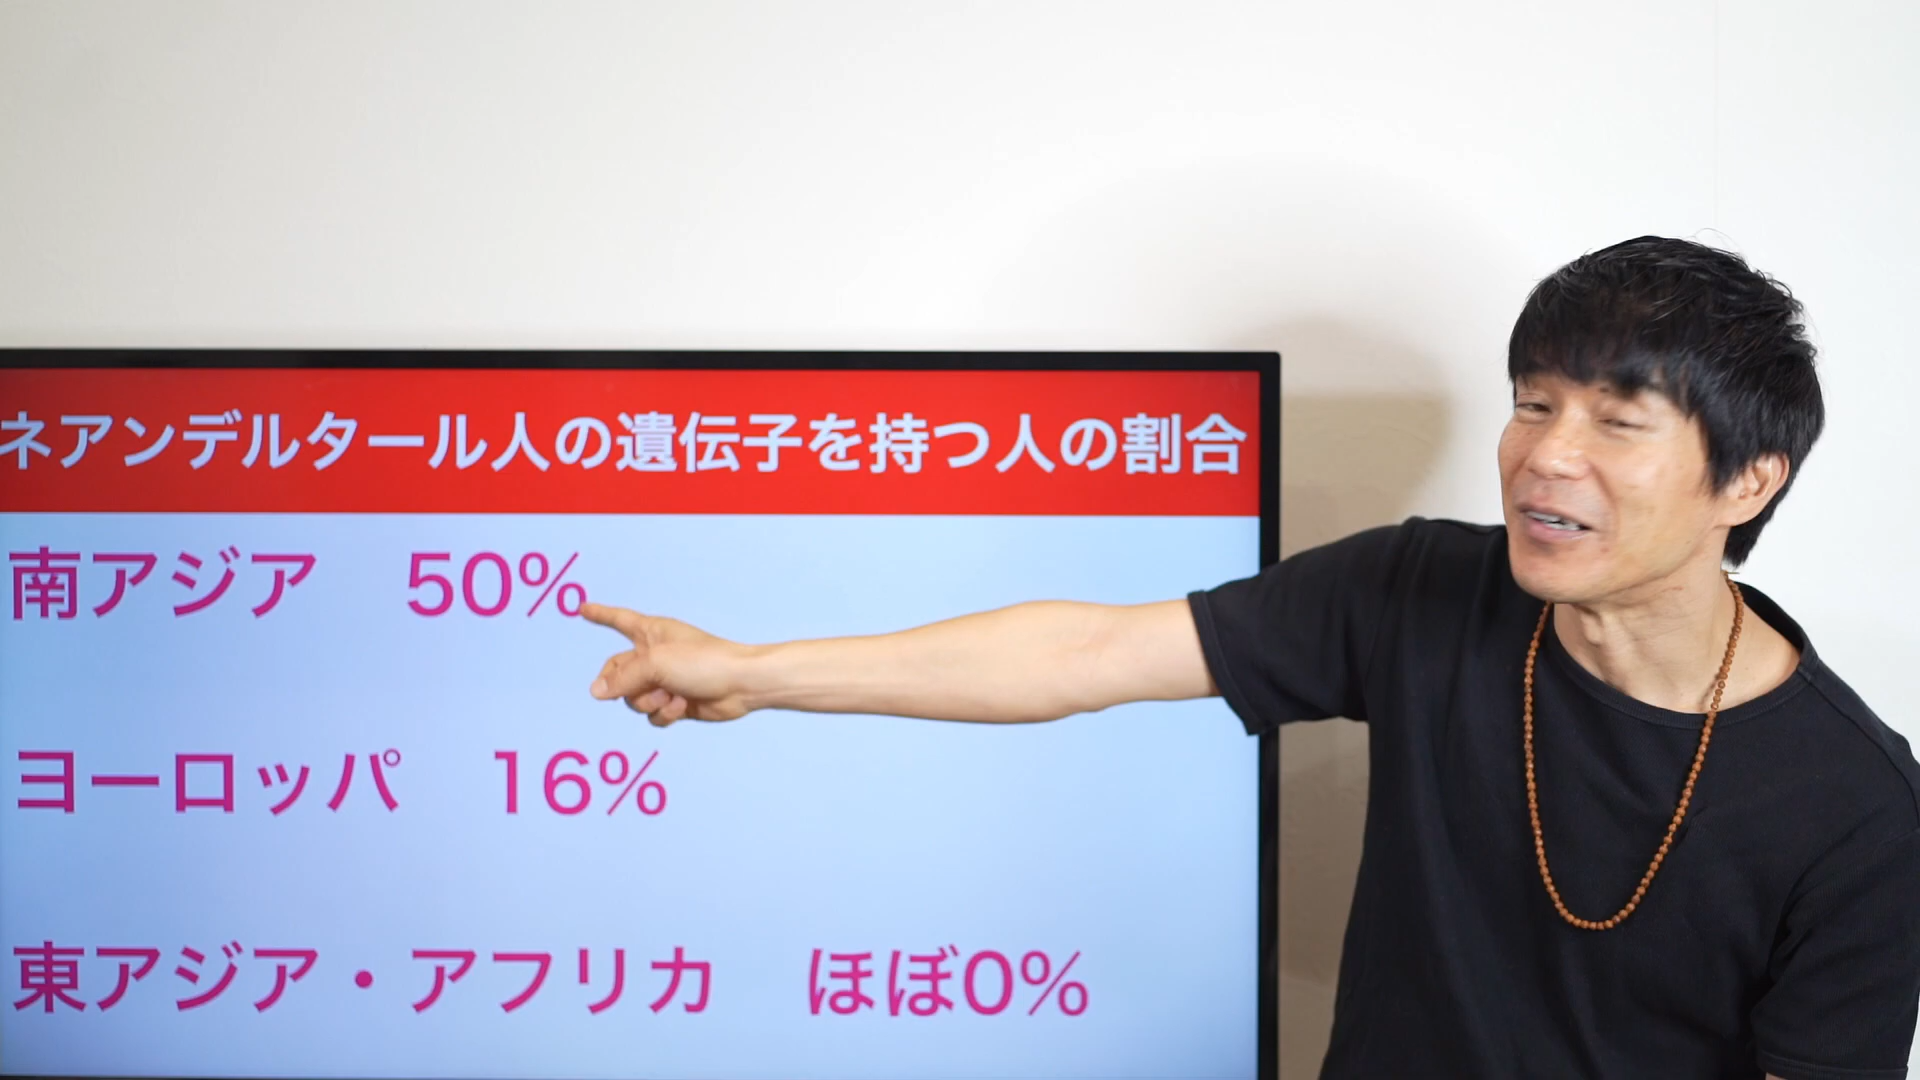 ネアンデルタール人の遺伝子を持つ人の割合
南アジア　50%
ヨーロッパ　16%
東アジア・アフリカ　ほぼ0%